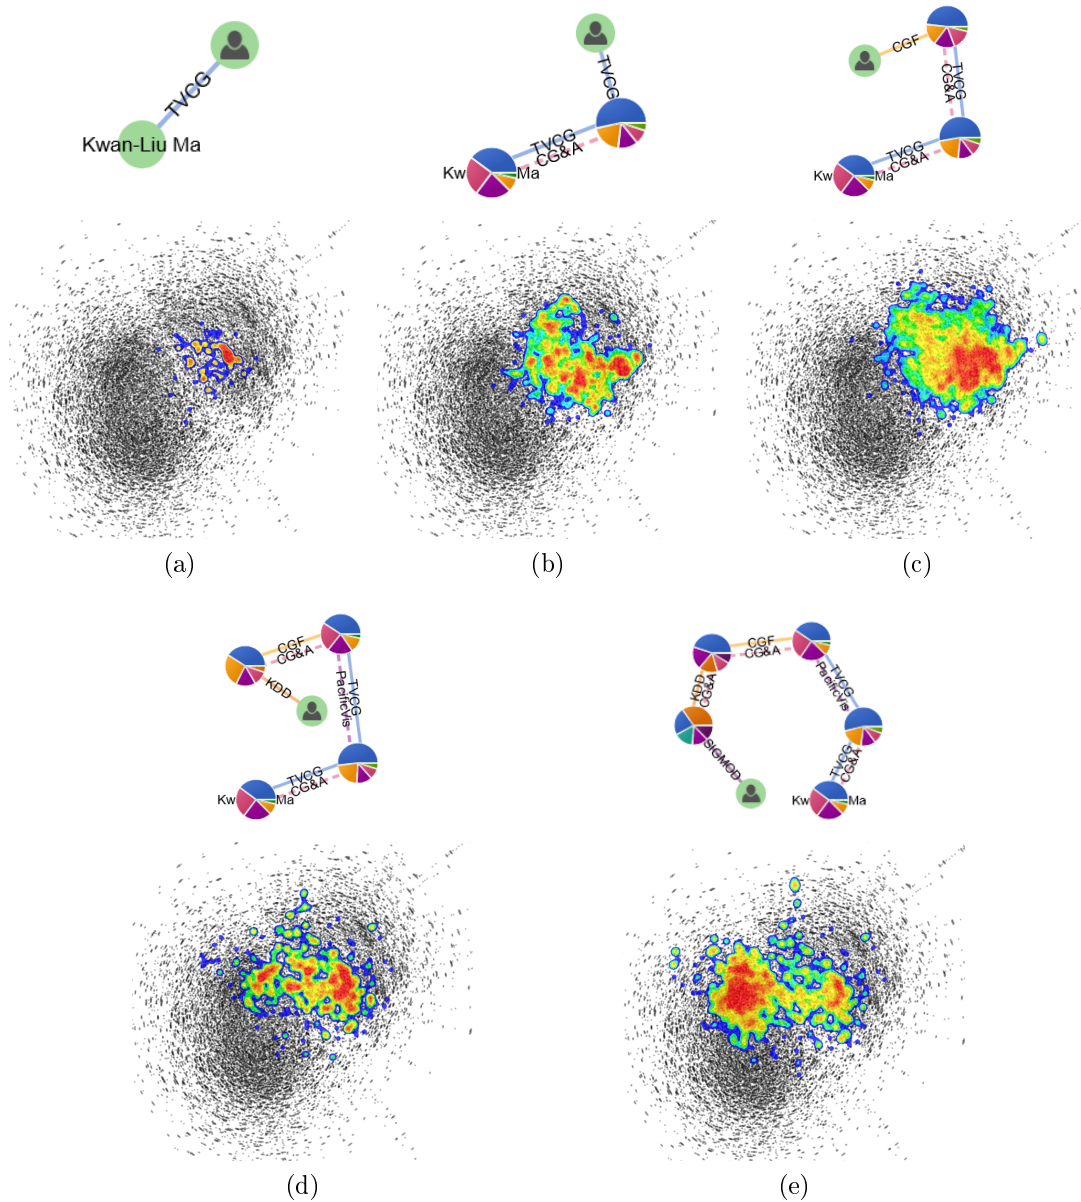 TVCG
Kwan-Liu Ma
TVCG
TVCG
CG&A
Kw Ma
CGF
TVCG
CG&A
TVCG
CG&A
Kw Ma
(a)
(b)
(c)
CGF
CG&A
KDD
TVCG
PacificVis
TVCG
CG&A
Kw Ma
CGF
CG&A
KDD
CG&A
TVCG
PacificVis
SIGMOD
TVCG
CG&A
Kw Ma
(d)
(e)